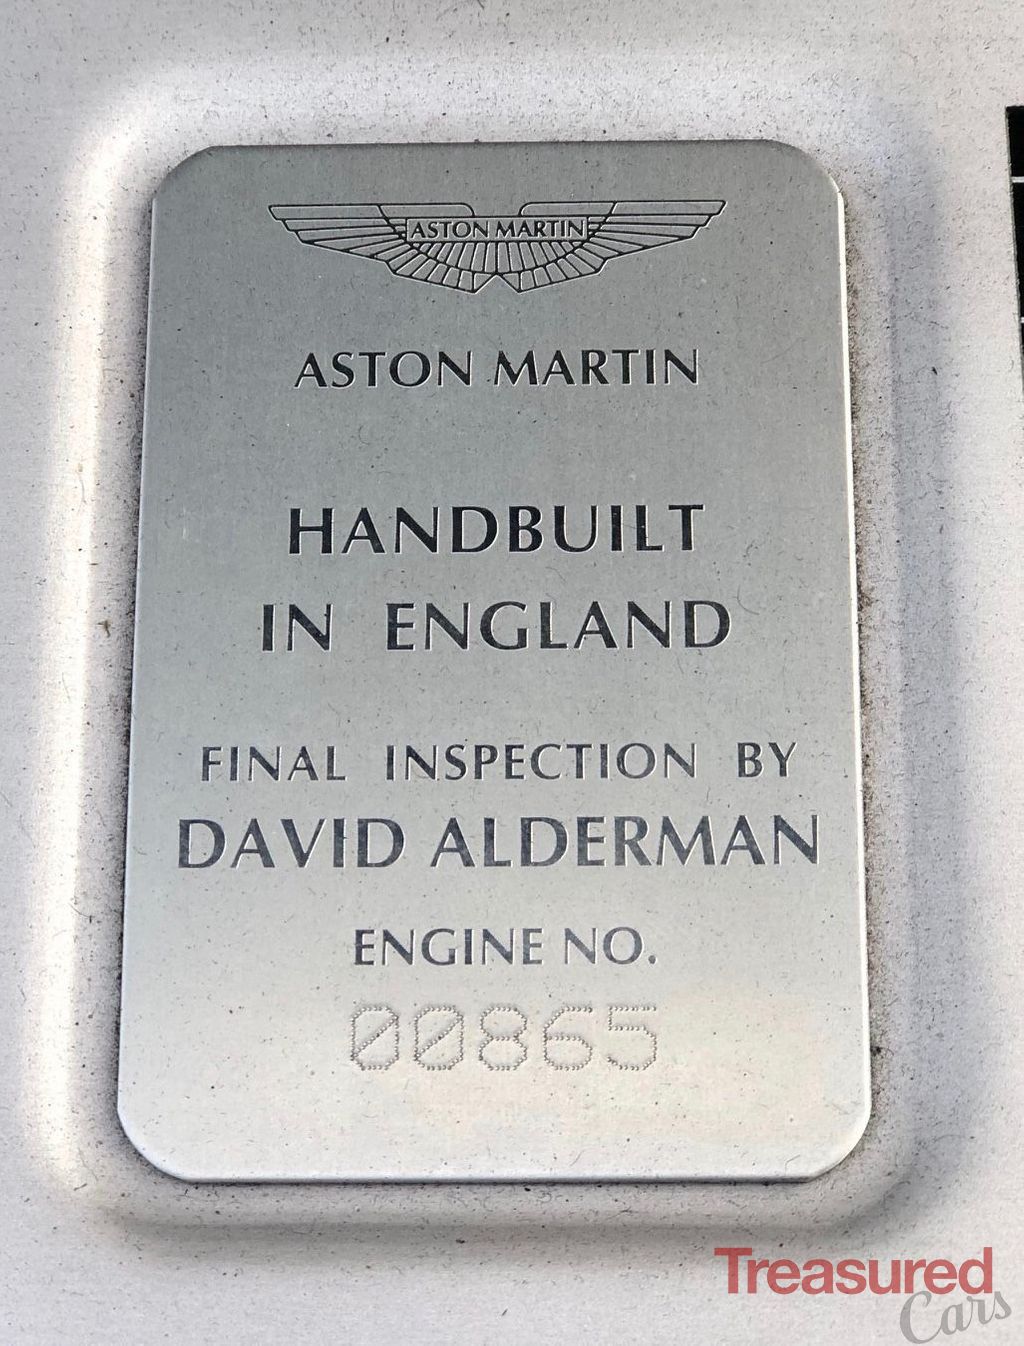 ASTON MARTIN
ASTON MARTIN
HANDBUILT
IN ENGLAND
FINAL INSPECTION BY
DAVID ALDERMAN
ENGINE NO.
00865
Treasured
Cars